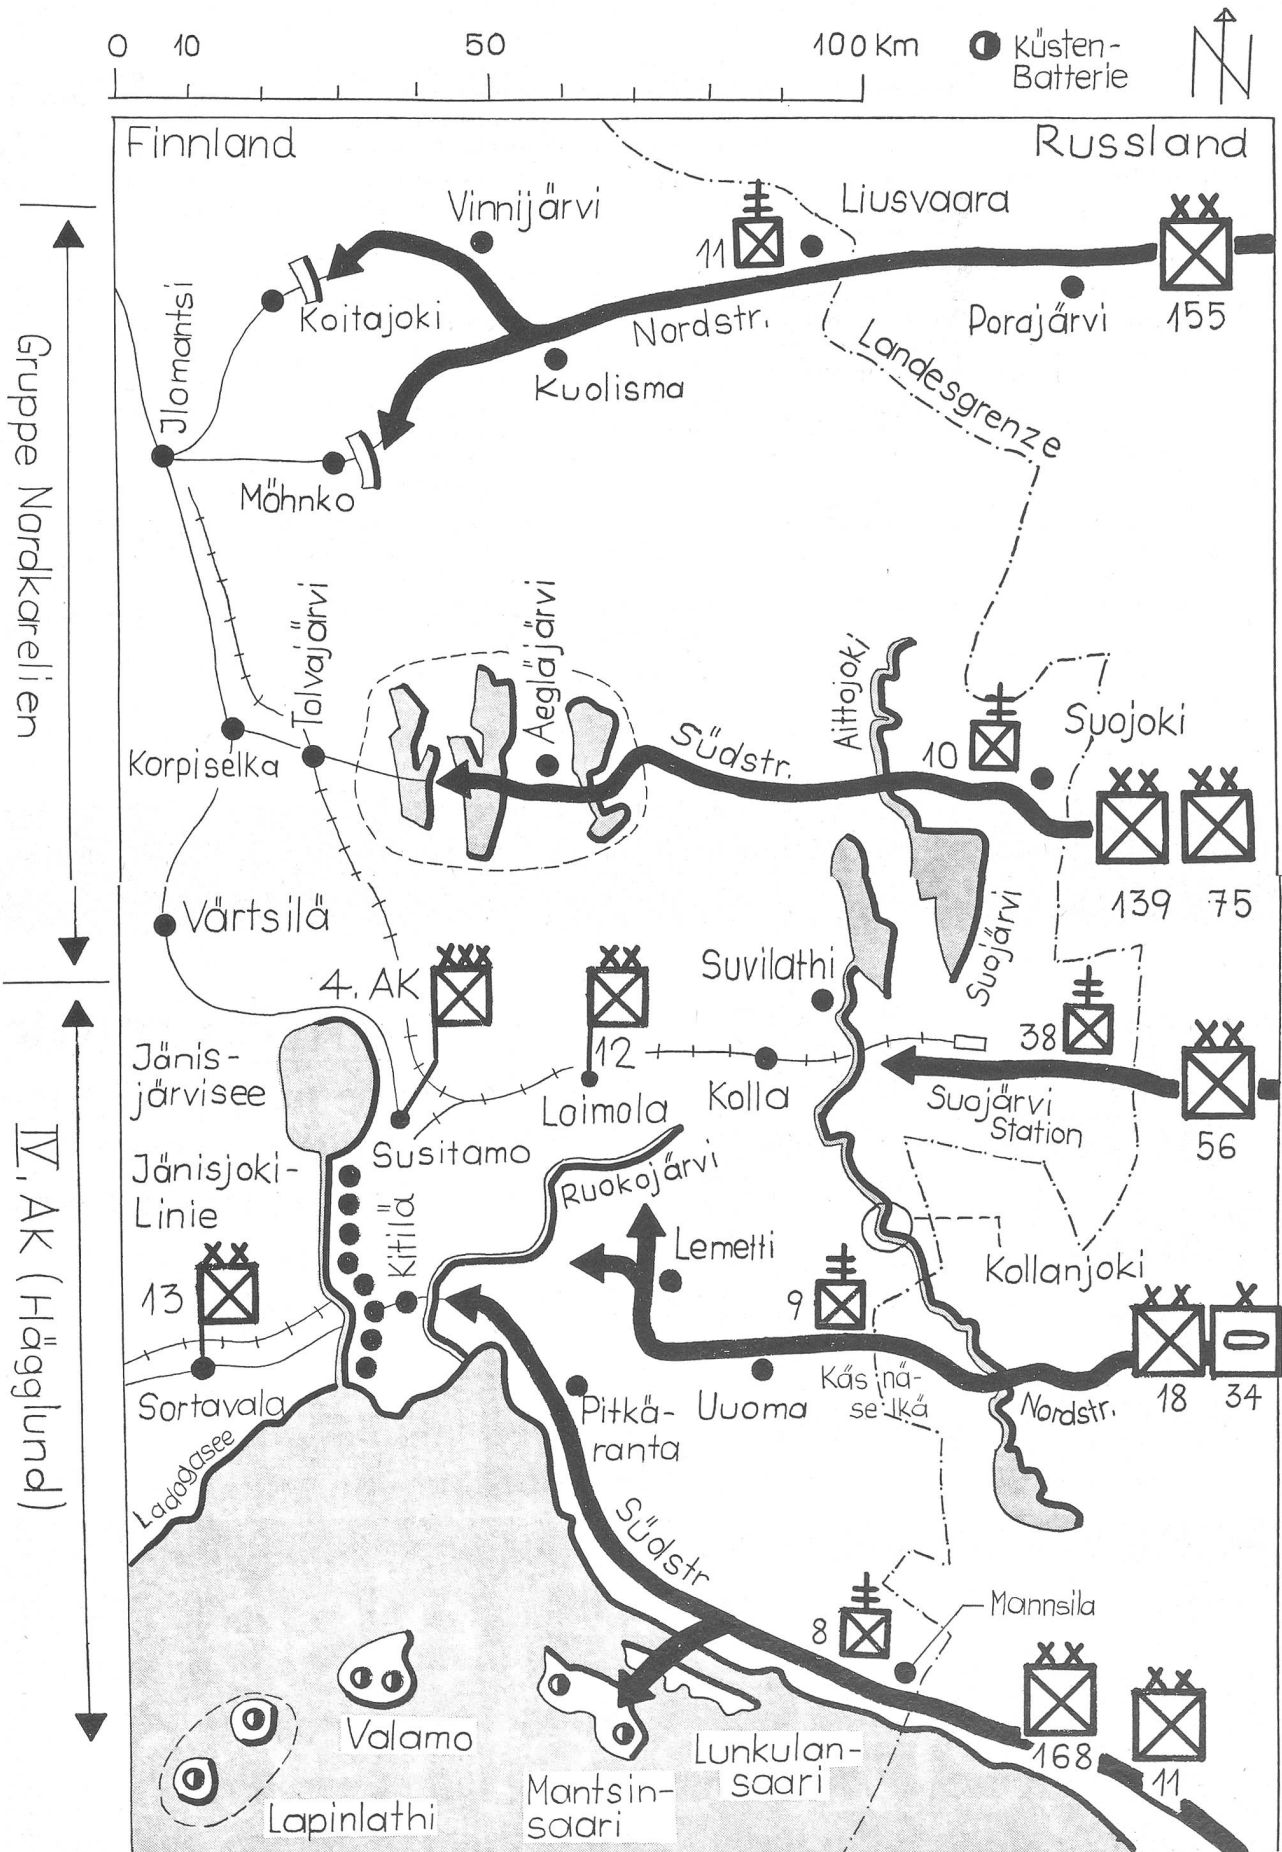 0 10 50 100 Km
Küsten-
Batterie
N
Finnland
Russland
Vinnijärvi
Liusvaara
11
Jlomantsi
Koitajoki
Nordstr.
Porajärvi
155
Kuolisma
Landesgrenze
Möhnko
Gruppe Nordkarelien
Tolvajärvi
Aegläjärvi
Aittojoki
Südstr.
10
Suojoki
Korpiselka
139
75
Värtsilä
4. AK
12
Suvilathi
Suojärvi
38
Jänis-
järvisee
Loimola
Kolla
Suojärvi
Station
56
Susitamo
Jänisjoki-
Linie
Ruokojärvi
Kitilä
Lemetti
Kollanjoki
13
9
IV. AK (Hägglund)
Sortavala
Pitkä-
ranta
Uuoma
Käsinä-
selkä
Nordstr.
18
34
Ladogasee
Südstr
8
Mannsila
Valamo
Lunkulan-
saari
168
11
Mantsin-
saari
Lapinlathi